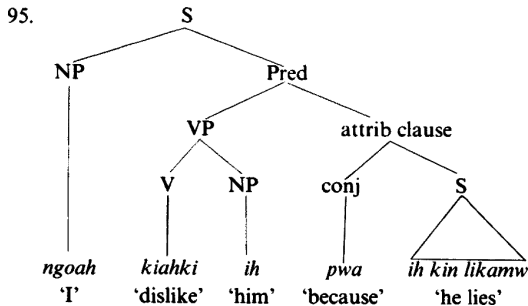 95. S
NP Pred
VP attrib clause
V NP conj S
ngoah kiahki ih pwa ih kin likamw
'I' 'dislike' 'him' 'because' 'he lies'